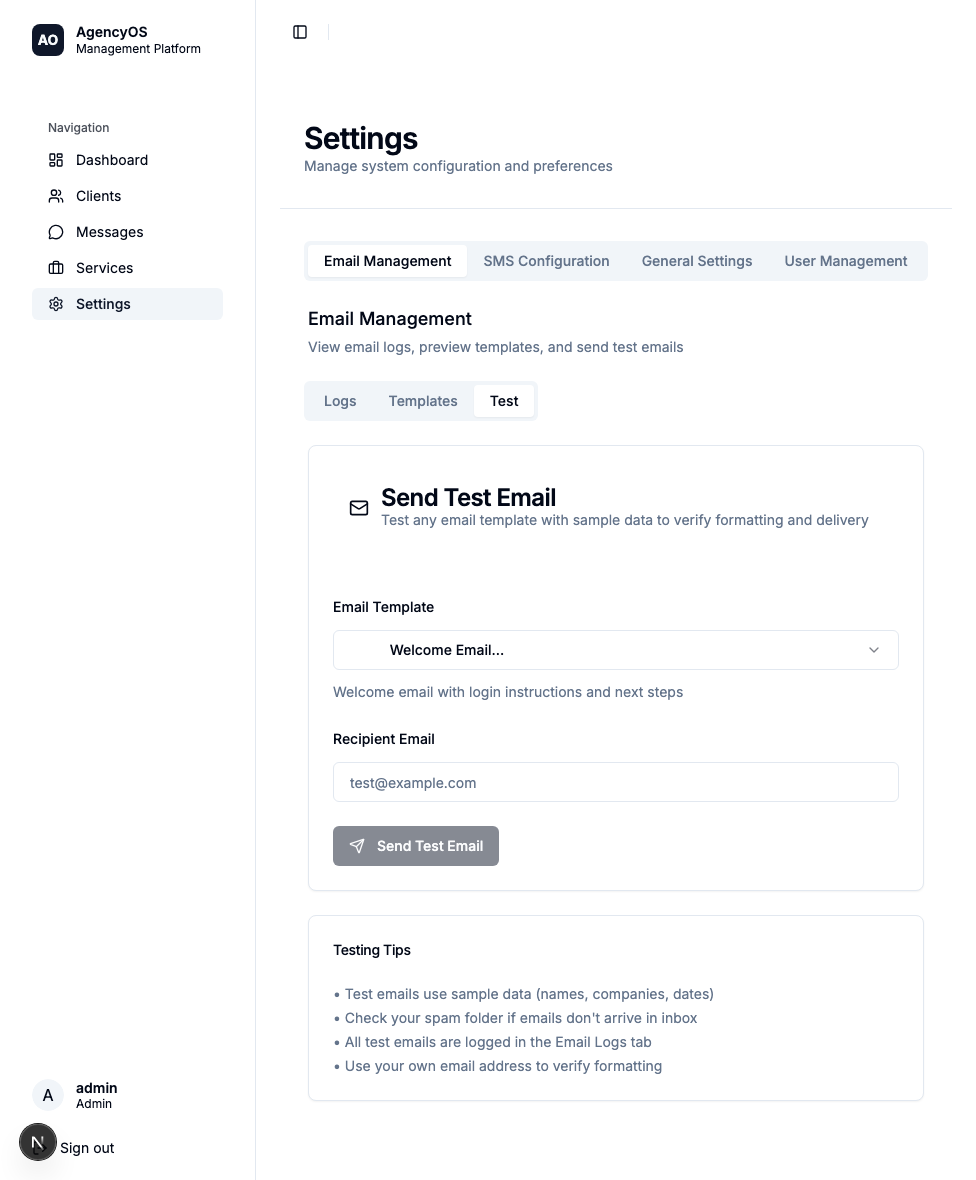 AO
AgencyOS
Management Platform
Navigation
Dashboard
Clients
Messages
Services
Settings
admin
Admin
A
N
Sign out
Settings
Manage system configuration and preferences
Email Management SMS Configuration General Settings User Management
Email Management
View email logs, preview templates, and send test emails
Logs Templates Test
Send Test Email
Test any email template with sample data to verify formatting and delivery
Email Template
Welcome Email...
Welcome email with login instructions and next steps
Recipient Email
test@example.com
Send Test Email
Testing Tips
• Test emails use sample data (names, companies, dates)
• Check your spam folder if emails don't arrive in inbox
• All test emails are logged in the Email Logs tab
• Use your own email address to verify formatting